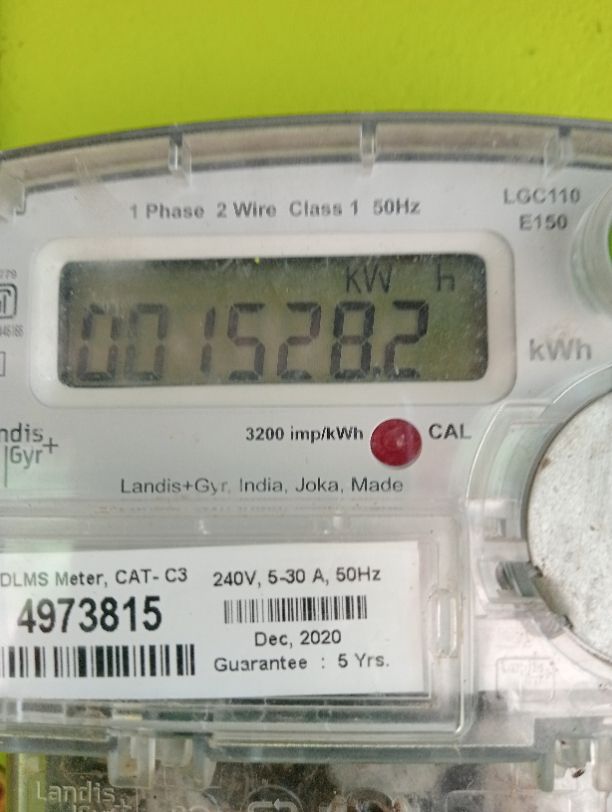 LGC110
E150
1 Phase 2 Wire Class 1 50Hz
KW h
001528.2
kWh
ndis+
Gyr
3200 imp/kWh
CAL
Landis+Gyr, India, Joka, Made
DLMS Meter, CAT- C3
4973815
240V, 5-30 A, 50Hz
Dec, 2020
Guarantee : 5 Yrs.
Landis